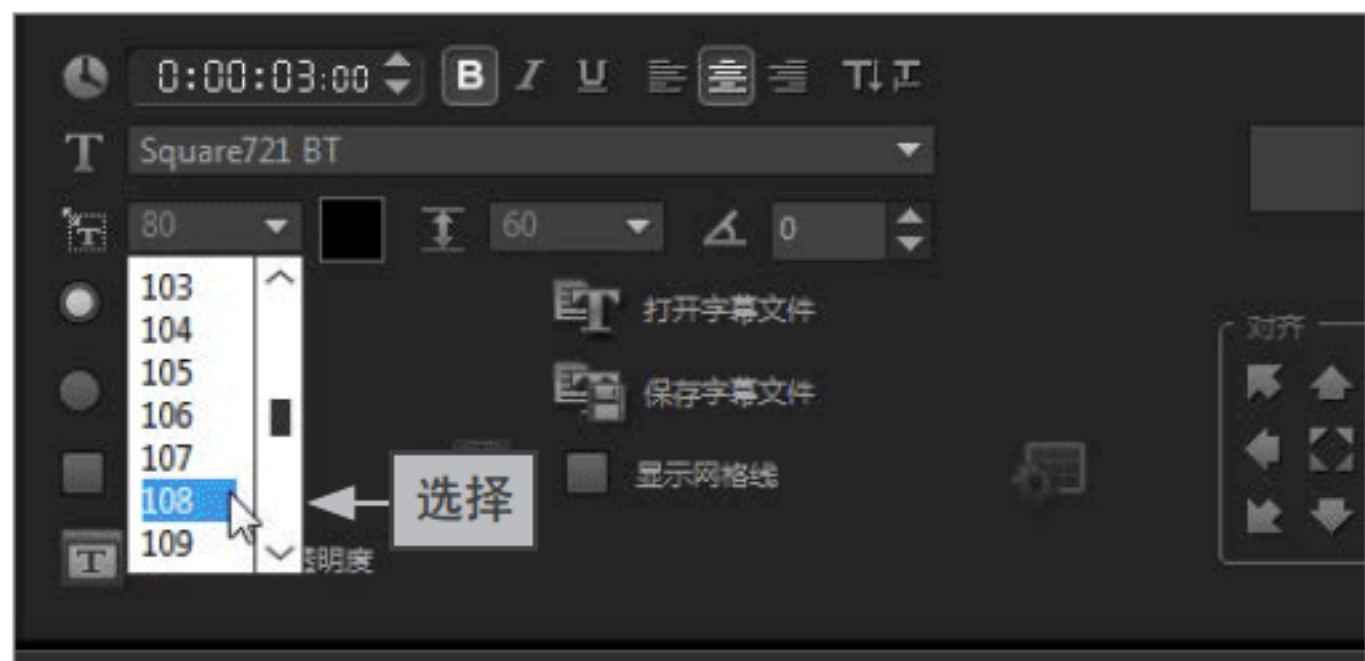 0:00:03:00 B I U T T
T Square721 BT
T 80 60 0
103
104 T 打开字幕文件
对齐
105
106 保存字幕文件
107
显示网格线
108 选择
109
T 透明度